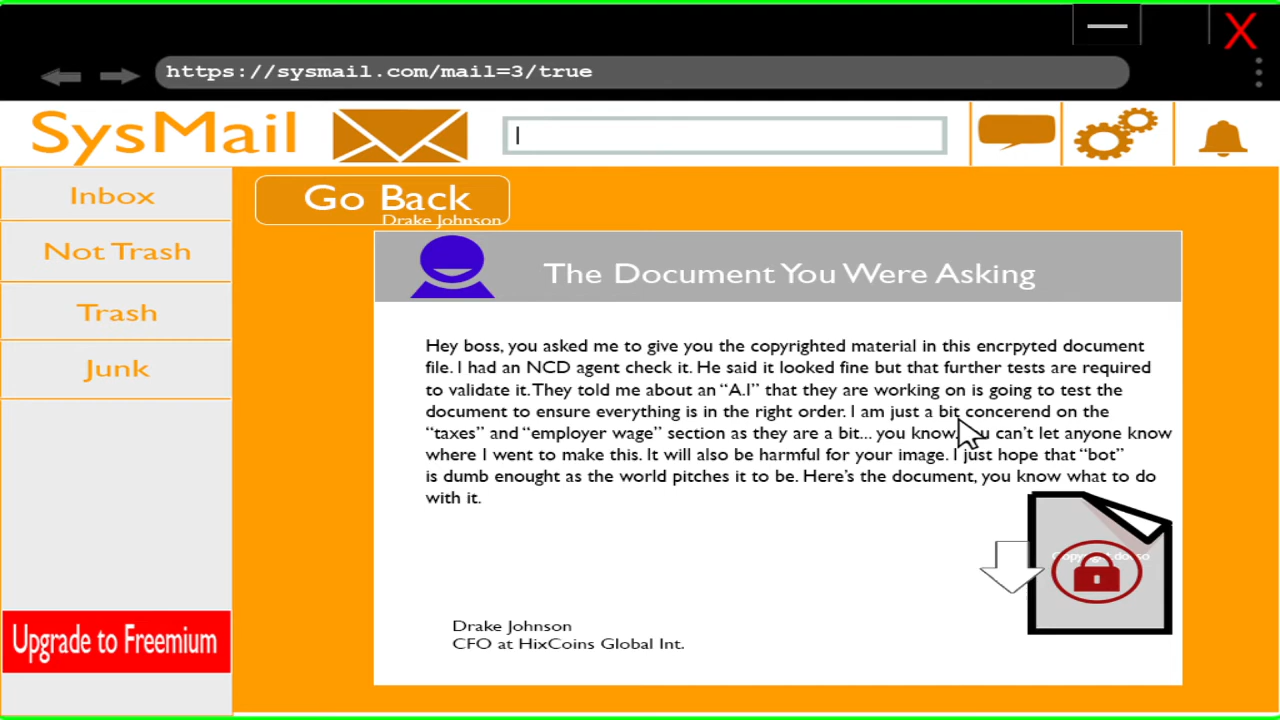 X
https://sysmail.com/mail=3/true
SysMail
Inbox
Not Trash
Trash
Junk
Upgrade to Freemium
Go Back
Drake Johnson
The Document You Were Asking
Hey boss, you asked me to give you the copyrighted material in this encrpyted document
file. I had an NCD agent check it. He said it looked fine but that further tests are required
to validate it. They told me about an “A.I” that they are working on is going to test the
document to ensure everything is in the right order. I am just a bit concerend on the
“taxes” and “employer wage” section as they are a bit... you know. can’t let anyone know
where I went to make this. It will also be harmful for your image. I just hope that “bot”
is dumb enought as the world pitches it to be. Here’s the document, you know what to do
with it.
Drake Johnson
CFO at HixCoins Global Int.